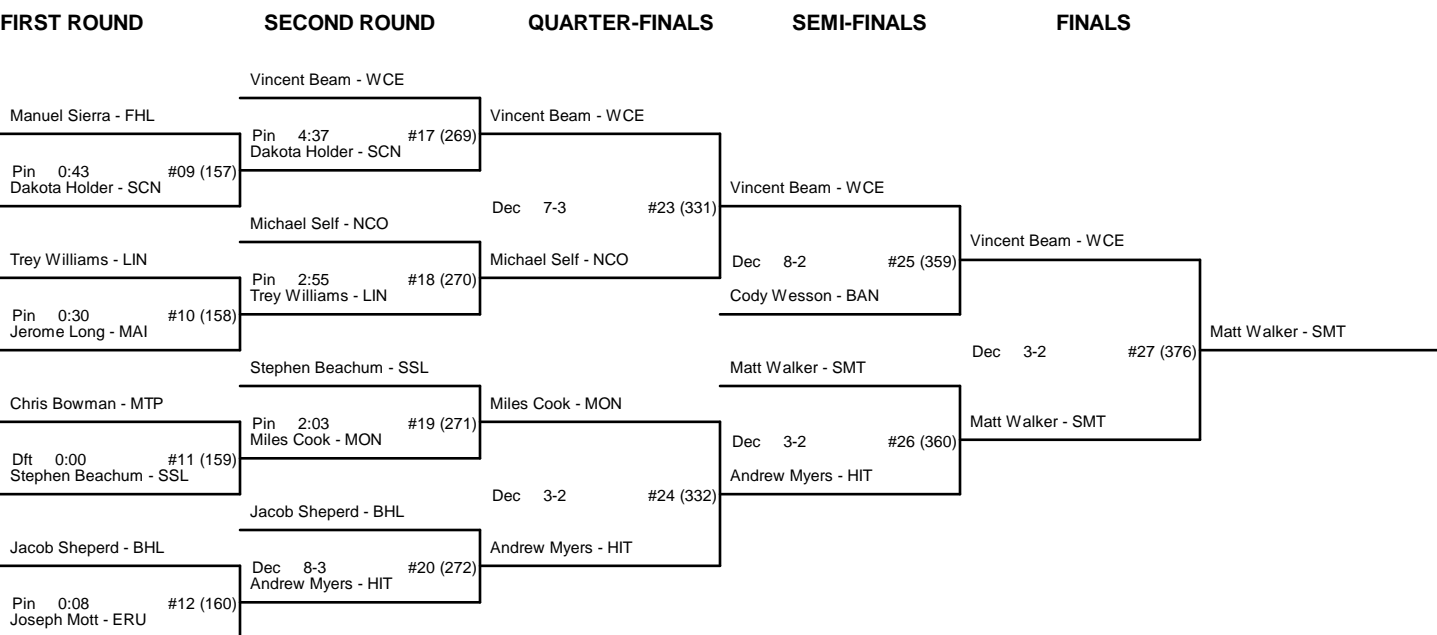 FIRST ROUND SECOND ROUND QUARTER-FINALS SEMI-FINALS FINALS
Vincent Beam - WCE
Manuel Sierra - FHL Vincent Beam - WCE
Pin 4:37 #17 (269)
Dakota Holder - SCN
Pin 0:43 #09 (157)
Dakota Holder - SCN Vincent Beam - WCE
Dec 7-3 #23 (331)
Michael Self - NCO
Vincent Beam - WCE
Trey Williams - LIN Michael Self - NCO Dec 8-2 #25 (359)
Pin 2:55 #18 (270)
Trey Williams - LIN Cody Wesson - BAN
Pin 0:30 #10 (158)
Jerome Long - MAI Matt Walker - SMT
Dec 3-2 #27 (376)
Stephen Beachum - SSL Matt Walker - SMT
Chris Bowman - MTP Miles Cook - MON
Pin 2:03 #19 (271) Matt Walker - SMT
Miles Cook - MON Dec 3-2 #26 (360)
Dft 0:00 #11 (159)
Stephen Beachum - SSL Andrew Myers - HIT
Dec 3-2 #24 (332)
Jacob Sheperd - BHL
Jacob Sheperd - BHL Andrew Myers - HIT
Dec 8-3 #20 (272)
Andrew Myers - HIT
Pin 0:08 #12 (160)
Joseph Mott - ERU